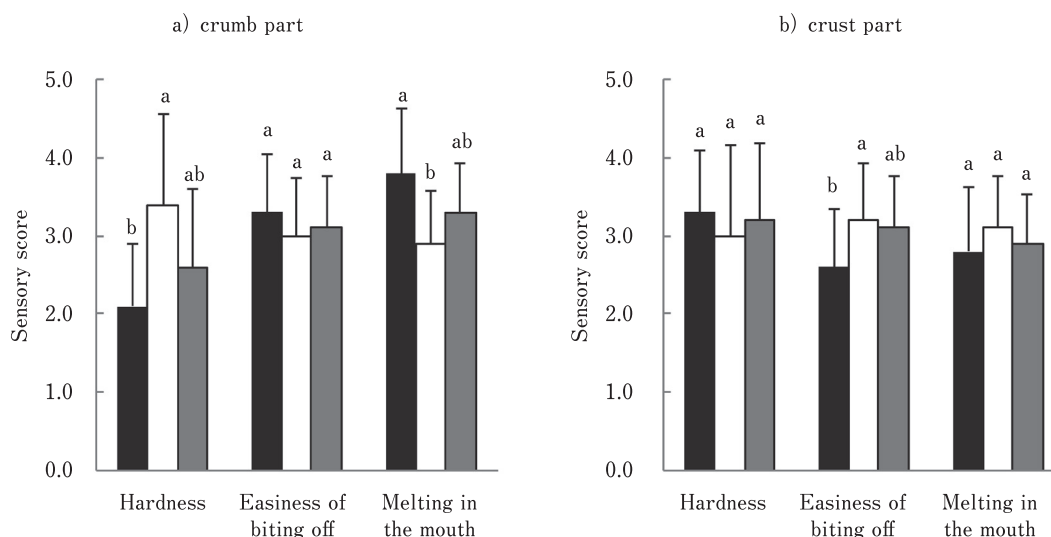 a) crumb part
Sensory score
5.0
4.0
3.0
2.0
1.0
0.0
b
a
ab
a
a
a
a
b
ab
Hardness
Easiness of
biting off
Melting in
the mouth
b) crust part
Sensory score
5.0
4.0
3.0
2.0
1.0
0.0
a
a
a
b
a
ab
a
a
a
Hardness
Easiness of
biting off
Melting in
the mouth